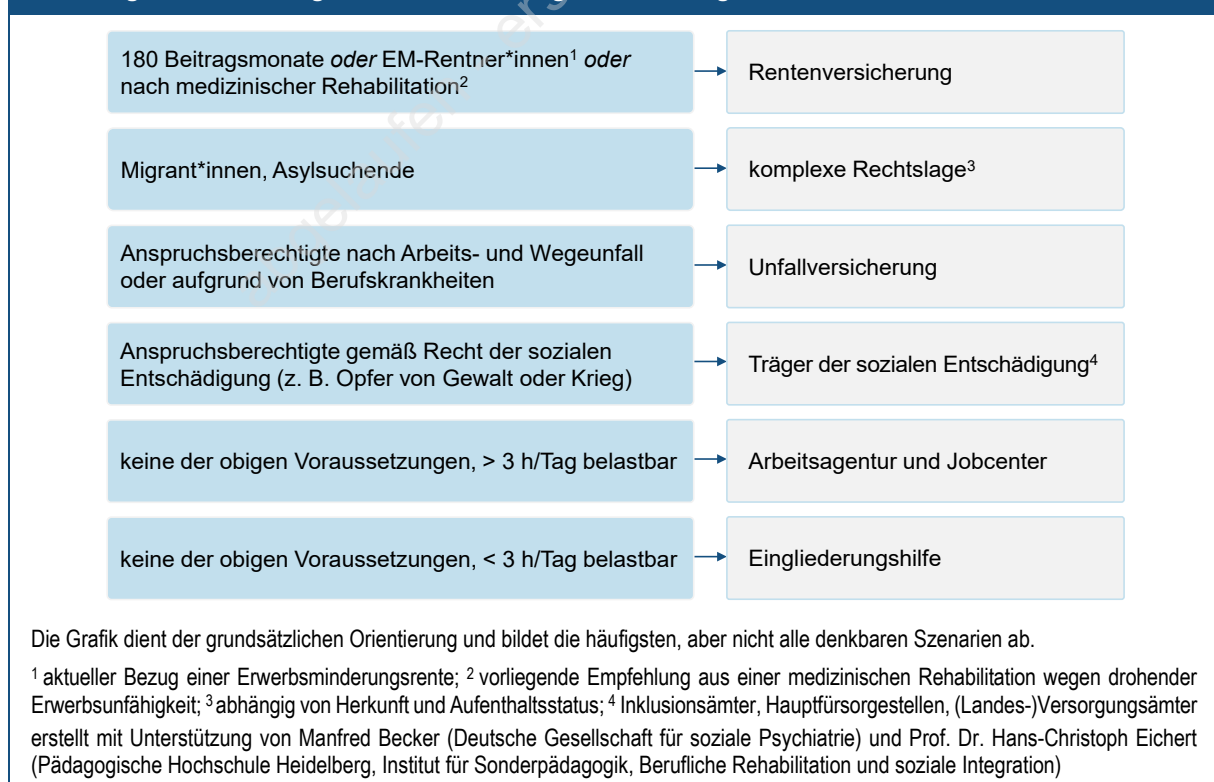 180 Beitragsmonate oder EM-Rentner*innen¹ oder
nach medizinischer Rehabilitation²
Rentenversicherung
Migrant*innen, Asylsuchende
komplexe Rechtslage³
Anspruchsberechtigte nach Arbeits- und Wegeunfall
oder aufgrund von Berufskrankheiten
Unfallversicherung
Anspruchsberechtigte gemäß Recht der sozialen
Entschädigung (z. B. Opfer von Gewalt oder Krieg)
Träger der sozialen Entschädigung⁴
keine der obigen Voraussetzungen, > 3 h/Tag belastbar
Arbeitsagentur und Jobcenter
keine der obigen Voraussetzungen, < 3 h/Tag belastbar
Eingliederungshilfe
Die Grafik dient der grundsätzlichen Orientierung und bildet die häufigsten, aber nicht alle denkbaren Szenarien ab.
¹ aktueller Bezug einer Erwerbsminderungsrente; ² vorliegende Empfehlung aus einer medizinischen Rehabilitation wegen drohender
Erwerbsunfähigkeit; ³ abhängig von Herkunft und Aufenthaltsstatus; ⁴ Inklusionsämter, Hauptfürsorgestellen, (Landes-)Versorgungsämter
erstellt mit Unterstützung von Manfred Becker (Deutsche Gesellschaft für soziale Psychiatrie) und Prof. Dr. Hans-Christoph Eichert
(Pädagogische Hochschule Heidelberg, Institut für Sonderpädagogik, Berufliche Rehabilitation und soziale Integration)